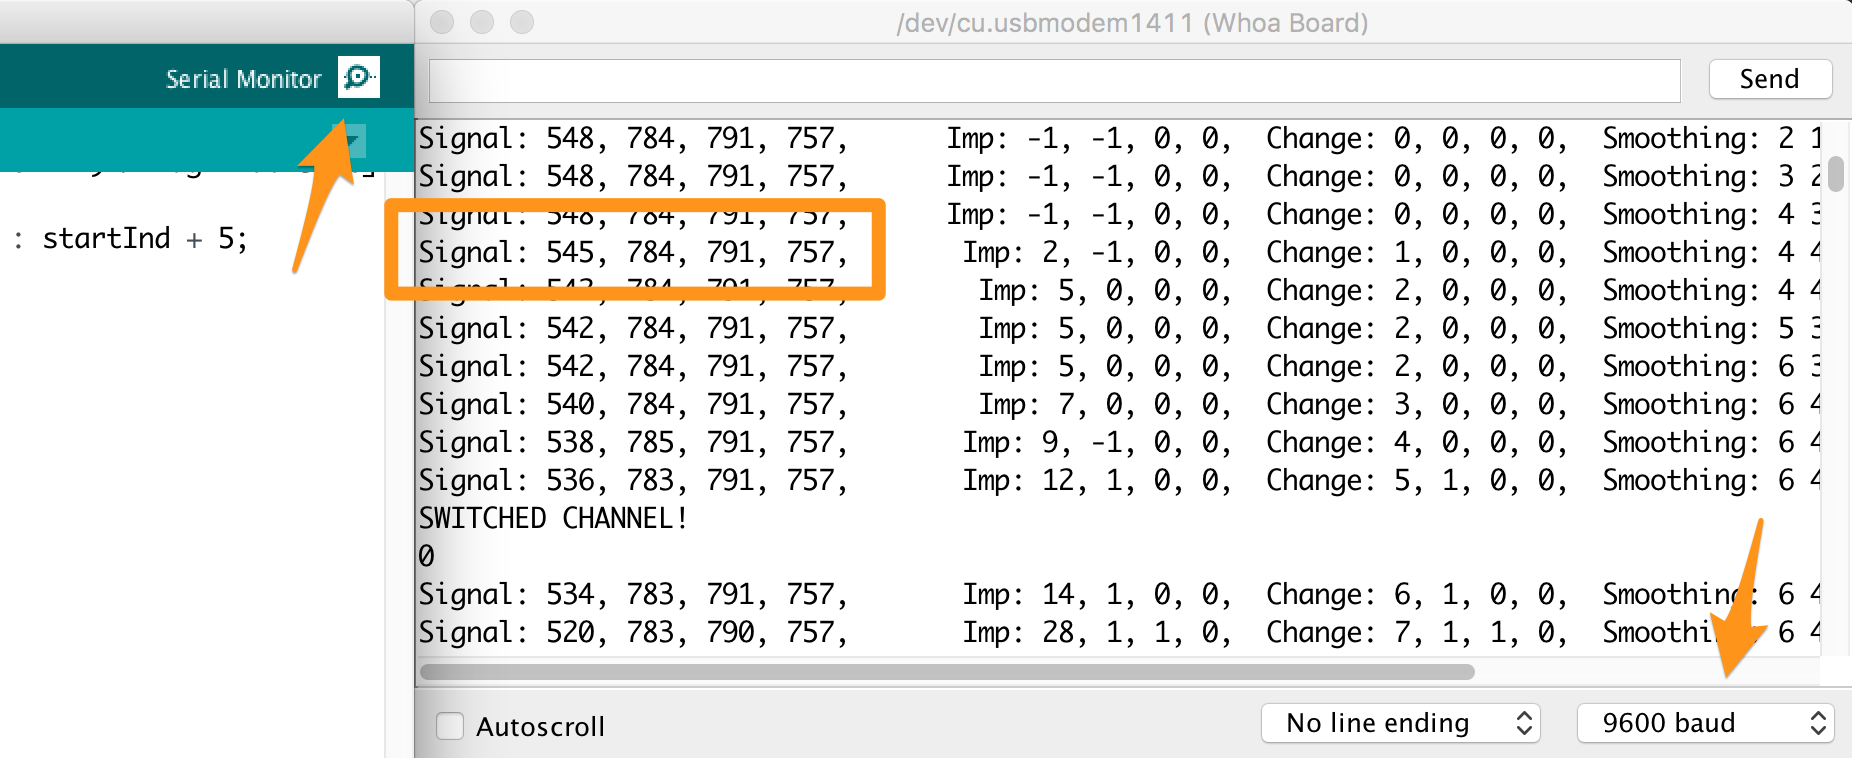 /dev/cu.usbmodem1411 (Whoa Board)
Serial Monitor
Send
: startInd + 5;
Signal: 548, 784, 791, 757, Imp: -1, -1, 0, 0, Change: 0, 0, 0, 0, Smoothing: 2 1
Signal: 548, 784, 791, 757, Imp: -1, -1, 0, 0, Change: 0, 0, 0, 0, Smoothing: 3 2
Signal: 548, 784, 791, 757, Imp: -1, -1, 0, 0, Change: 0, 0, 0, 0, Smoothing: 4 3
Signal: 545, 784, 791, 757, Imp: 2, -1, 0, 0, Change: 1, 0, 0, 0, Smoothing: 4 4
Signal: 542, 784, 791, 757, Imp: 5, 0, 0, 0, Change: 2, 0, 0, 0, Smoothing: 4 4
Signal: 542, 784, 791, 757, Imp: 5, 0, 0, 0, Change: 2, 0, 0, 0, Smoothing: 5 3
Signal: 542, 784, 791, 757, Imp: 5, 0, 0, 0, Change: 2, 0, 0, 0, Smoothing: 6 3
Signal: 540, 784, 791, 757, Imp: 7, 0, 0, 0, Change: 3, 0, 0, 0, Smoothing: 6 4
Signal: 538, 785, 791, 757, Imp: 9, -1, 0, 0, Change: 4, 0, 0, 0, Smoothing: 6 4
Signal: 536, 783, 791, 757, Imp: 12, 1, 0, 0, Change: 5, 1, 0, 0, Smoothing: 6 4
SWITCHED CHANNEL!
0
Signal: 534, 783, 791, 757, Imp: 14, 1, 0, 0, Change: 6, 1, 0, 0, Smoothing: 6 4
Signal: 520, 783, 790, 757, Imp: 28, 1, 1, 0, Change: 7, 1, 1, 0, Smoothing: 6 4
Autoscroll
No line ending
9600 baud